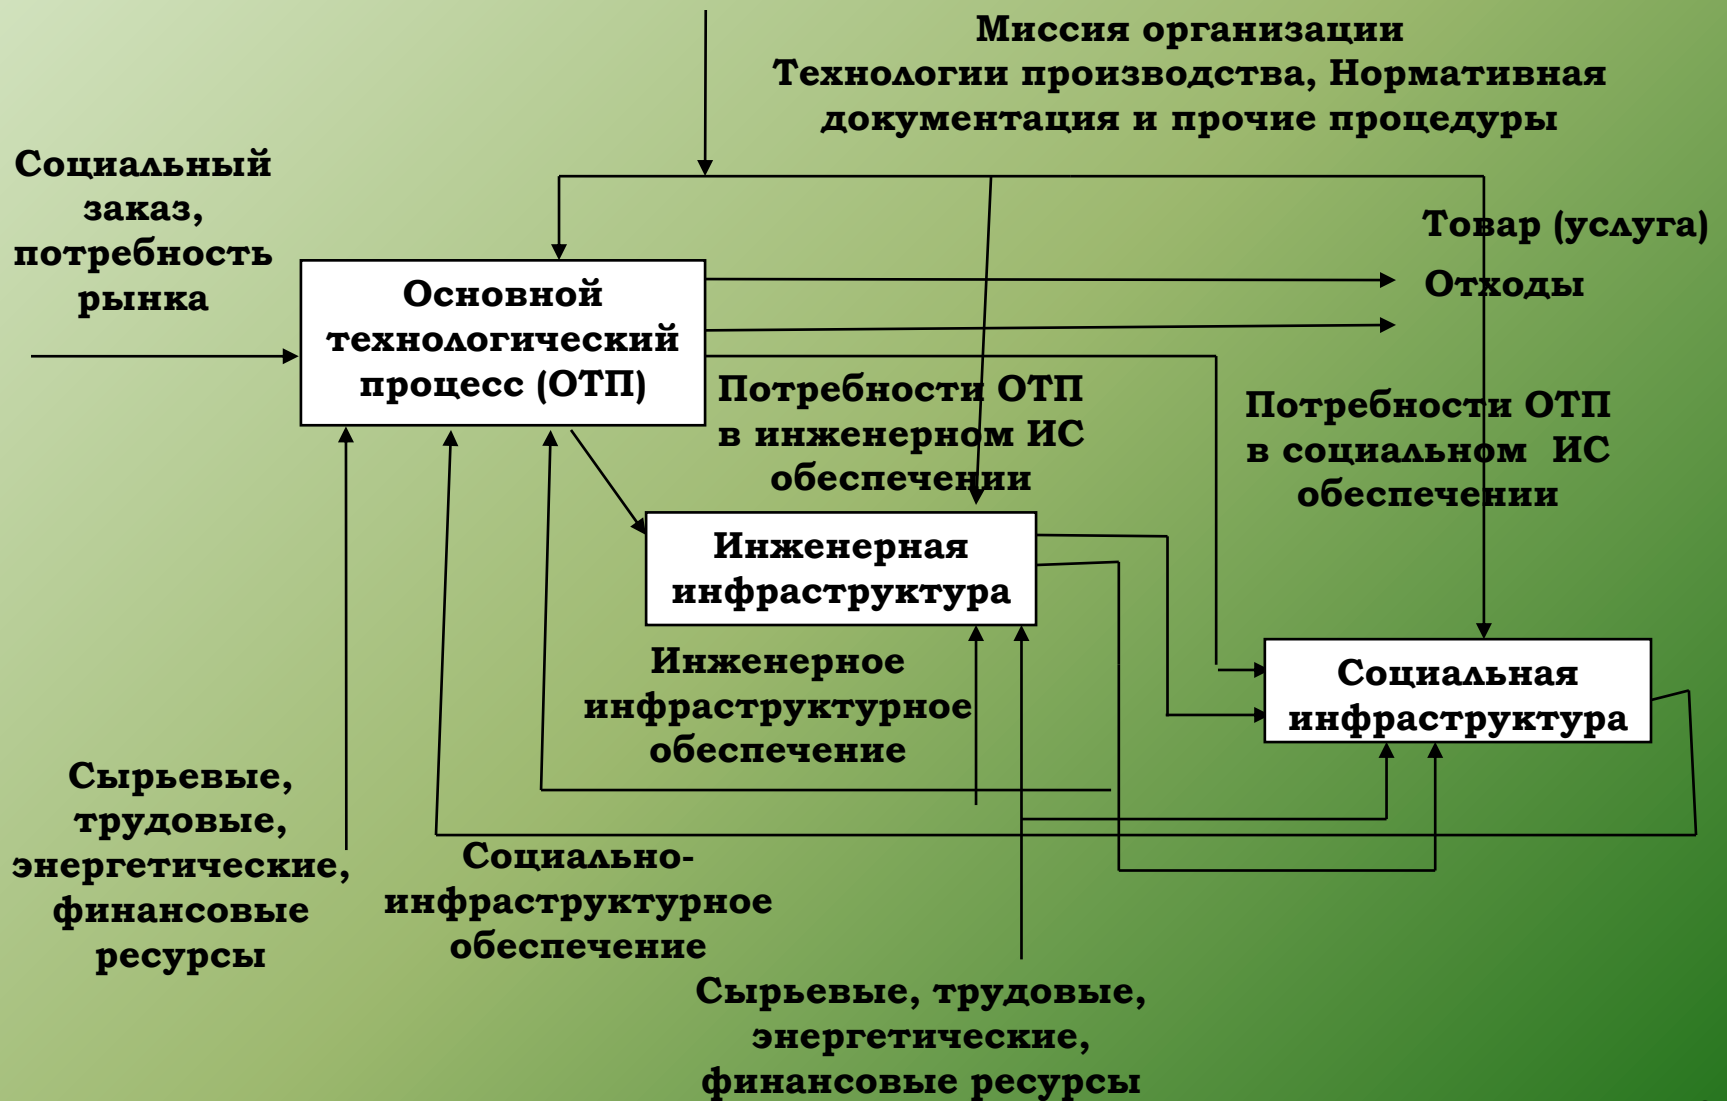 Миссия организации
Технологии производства, Нормативная
документация и прочие процедуры
Социальный
заказ,
потребность
рынка
Товар (услуга)
Отходы
Основной
технологический
процесс (ОТП)
Потребности ОТП
в инженерном ИС
обеспечении
Потребности ОТП
в социальном ИС
обеспечении
Инженерная
инфраструктура
Инженерное
инфраструктурное
обеспечение
Социальная
инфраструктура
Сырьевые,
трудовые,
энергетические,
финансовые
ресурсы
Социально-
инфраструктурное
обеспечение
Сырьевые, трудовые,
энергетические,
финансовые ресурсы